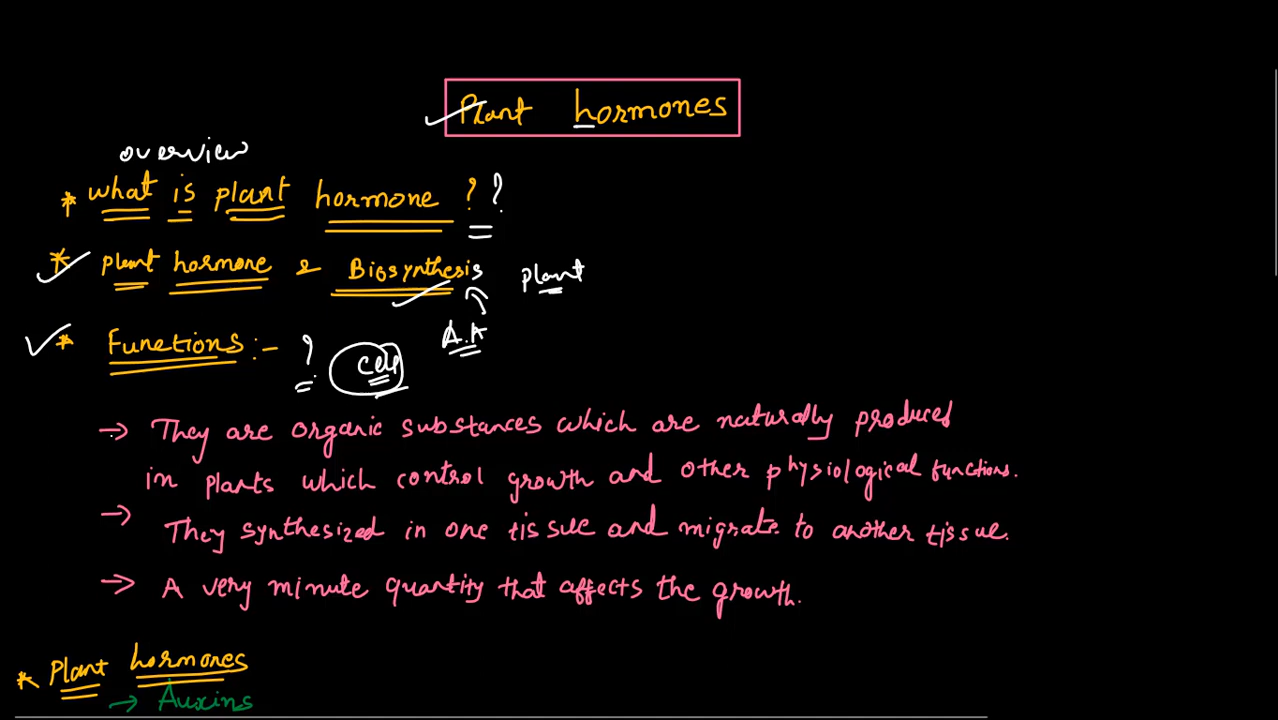 Plant hormones
overview
* What is plant hormone ? ?
* plant hormone & Biosynthesis plant
A.A
* Functions :- ? cell
→ They are organic substances which are naturally produced
in plants which control growth and other physiological functions.
→ They synthesized in one tissue and migrate to another tissue.
→ A very minute quantity that affects the growth.
* Plant hormones
→ Auxins